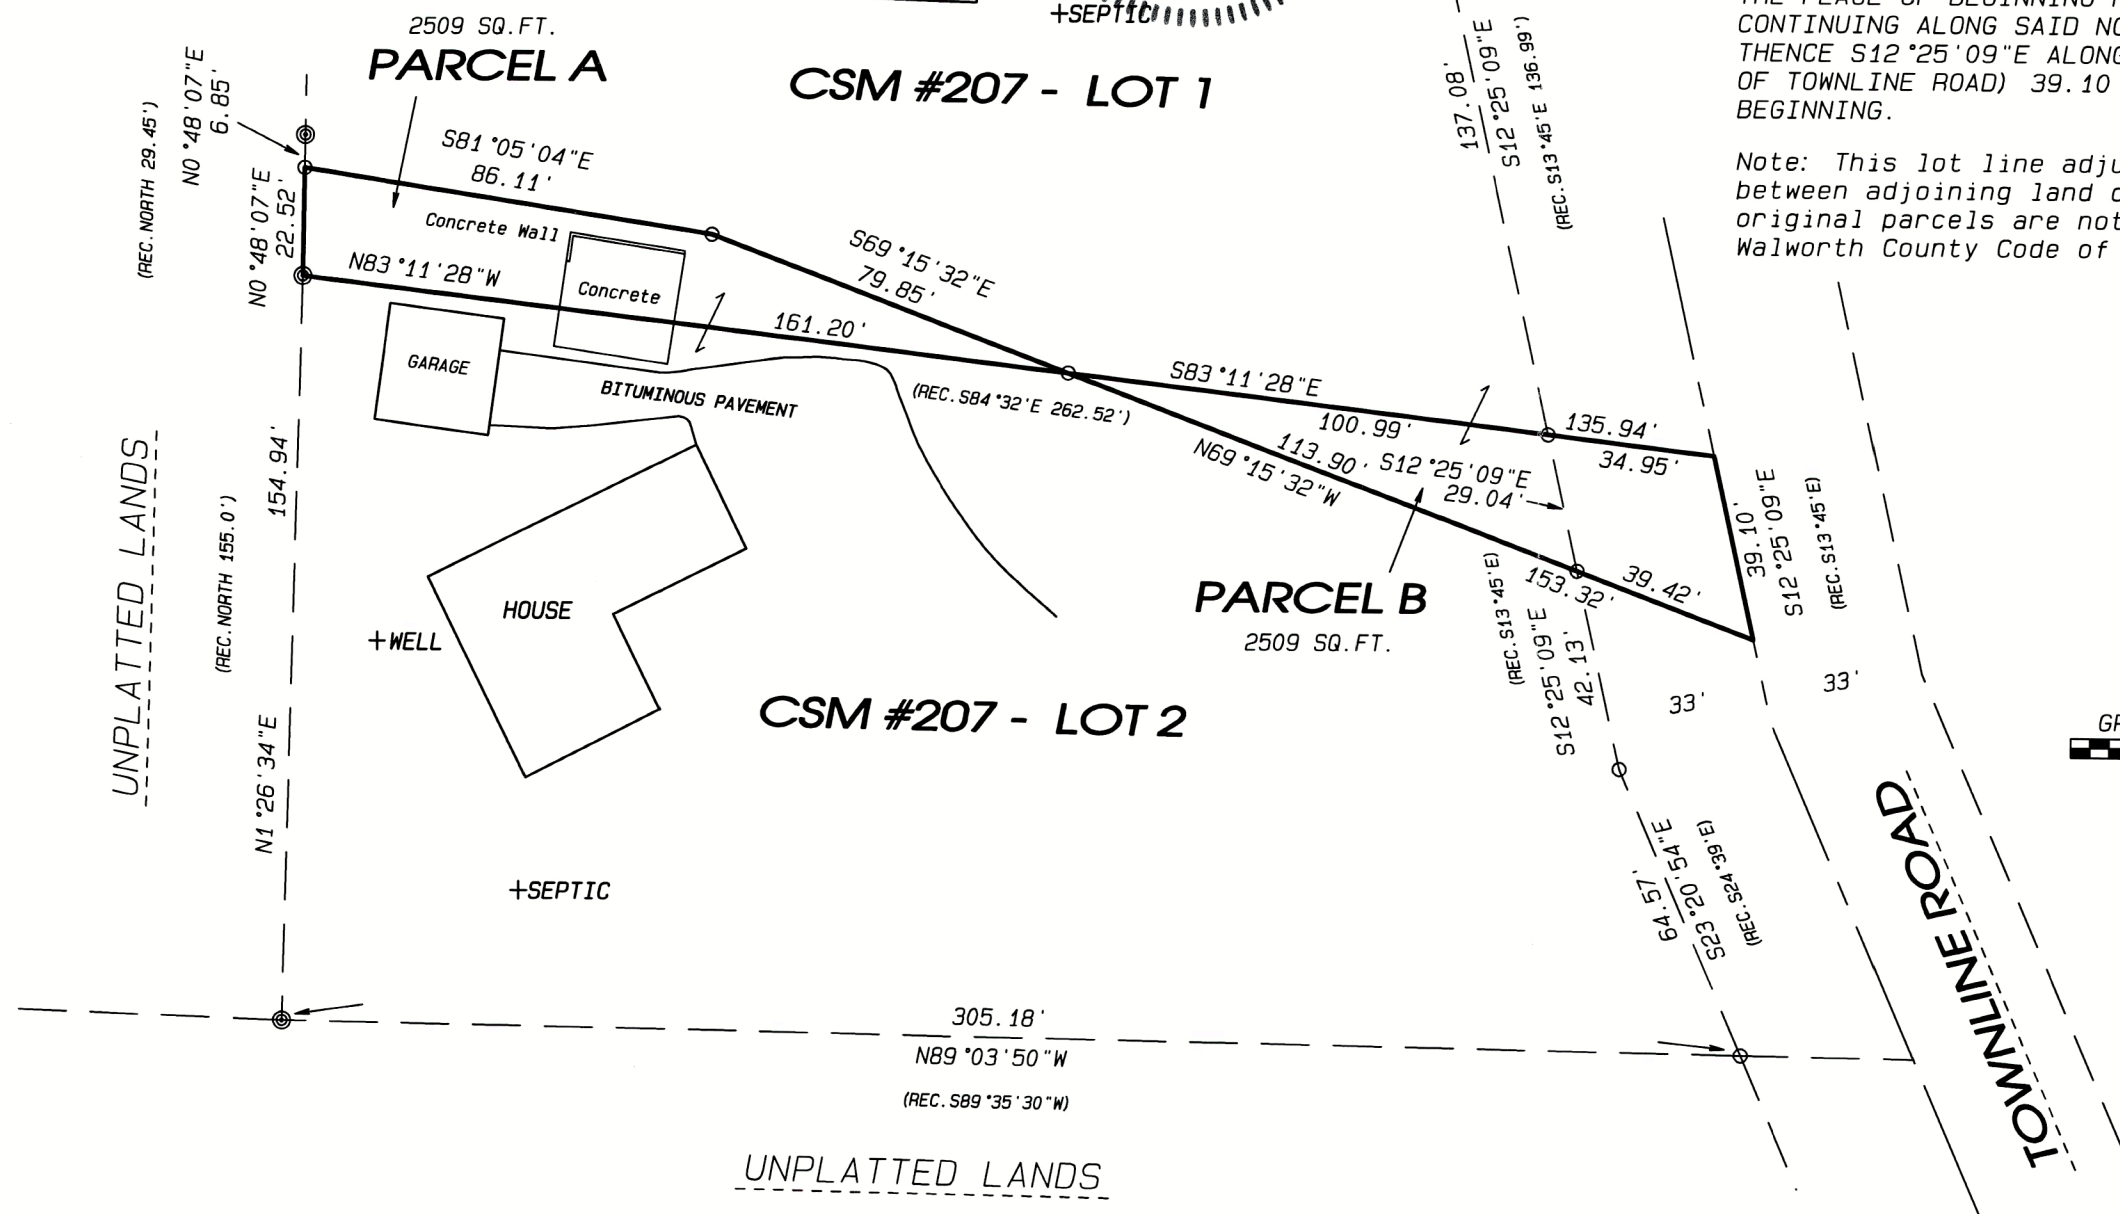 2509 SQ.FT.
PARCEL A
+SEPTIC
CSM #207 - LOT 1
CONTINUING ALONG SAID
THENCE S12°25'09"E ALONG
OF TOWNLINE ROAD) 39.10
BEGINNING.
Note: This lot line
between adjoining land
original parcels are
Walworth County Code of
(REC.NORTH 29.45')
N0°48'07"E
6.85'
N0°48'07"E
22.52'
S81°05'04"E
86.11'
Concrete Wall
Concrete
N83°11'28"W
161.20'
S69°15'32"E
79.85'
137.08'
S12°25'09"E
(REC.S13°45'E 136.99')
GARAGE
BITUMINOUS PAVEMENT
(REC.S84°32'E 262.52')
S83°11'28"E
100.99'
135.94'
34.95'
N69°15'32"W
113.90'
S12°25'09"E
29.04'
39.10'
S12°25'09"E
(REC.S13°45'E)
153.32'
39.42'
PARCEL B
2509 SQ.FT.
(REC.S13°45'E)
S12°25'09"E
42.13'
UNPLATTED LANDS
(REC.NORTH 155.0')
154.94'
N1°26'34"E
HOUSE
+WELL
CSM #207 - LOT 2
33'
33'
+SEPTIC
64.57'
S23°20'54"E
(REC.S24°39'E)
TOWNLINE ROAD
305.18'
N89°03'50"W
(REC.S89°35'30"W)
UNPLATTED LANDS